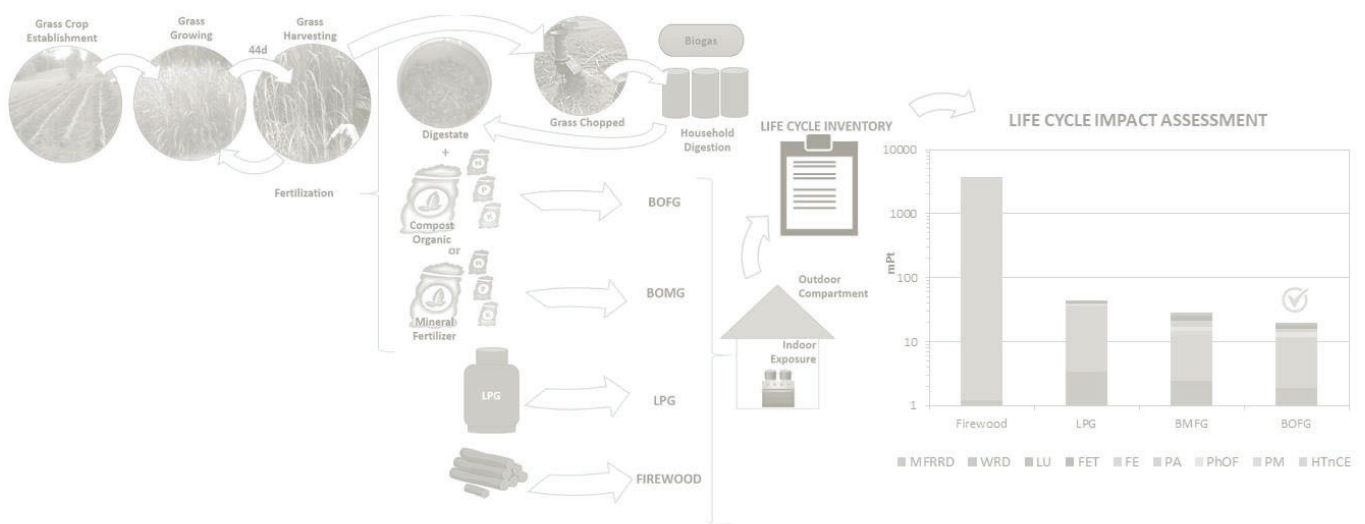 Grass Crop
Establishment
Grass
Growing
44d
Grass
Harvesting
Fertilization
Digestate
+
Compost
Organic
or
Mineral
Fertilizer
N
P
K
N
P
Grass Chopped
Biogas
Household
Digestion
BOFG
BOMG
LPG
LPG
FIREWOOD
Outdoor
Compartment
Indoor
Exposure
LIFE CYCLE INVENTORY
LIFE CYCLE IMPACT ASSESSMENT
mPt
10000
1000
100
10
1
Firewood
LPG
BMFG
BOFG
MFRRD
WRD
LU
FET
FE
PA
PhOF
PM
HTnCE